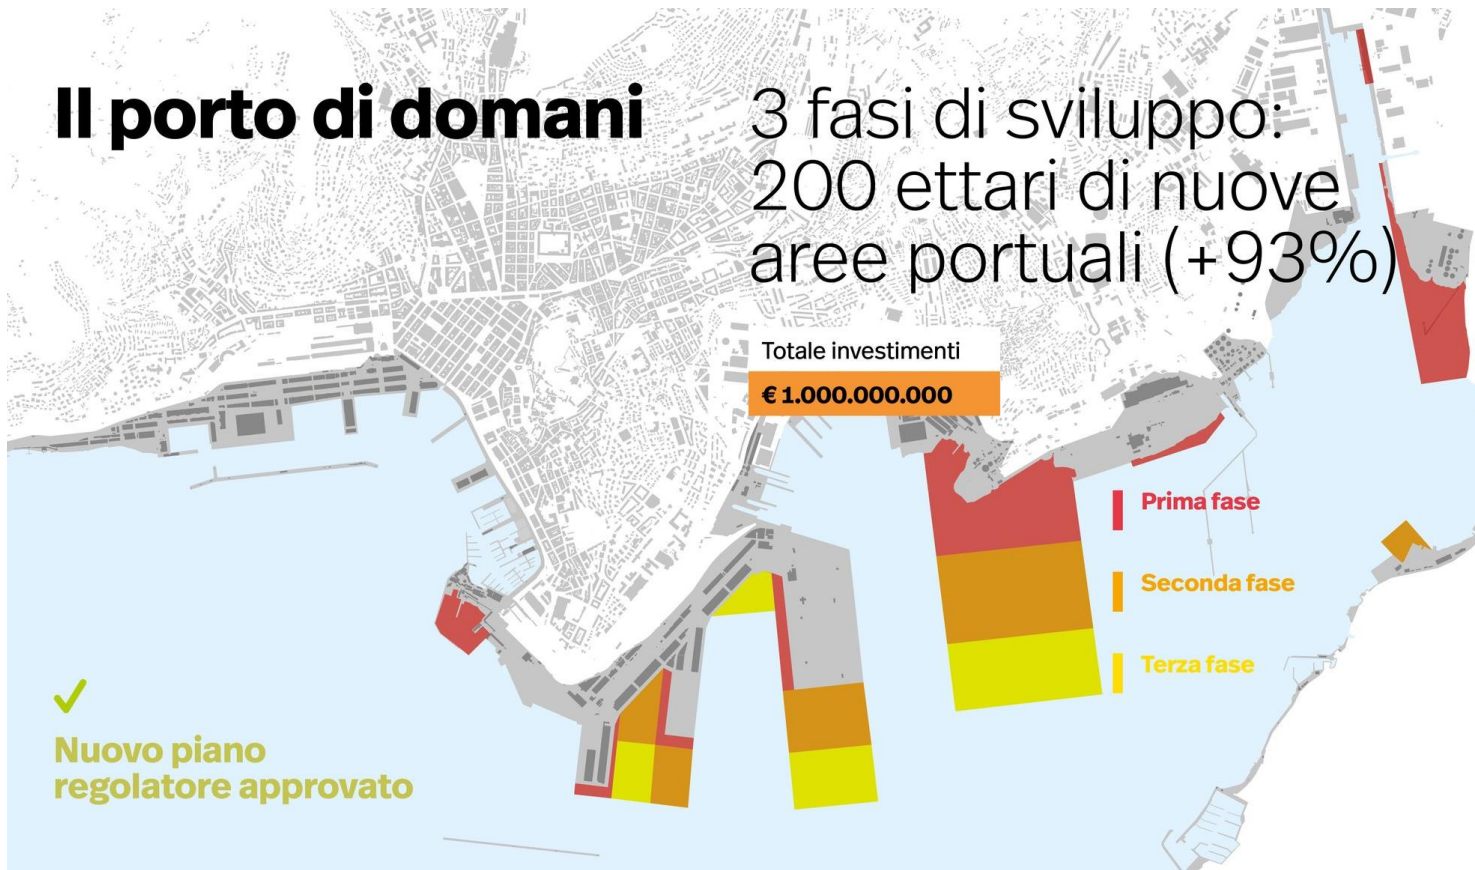 Il porto di domani
3 fasi di sviluppo:
200 ettari di nuove
aree portuali (+93%)
Totale investimenti
€ 1.000.000.000
Prima fase
Seconda fase
Terza fase
Nuovo piano
regolatore approvato